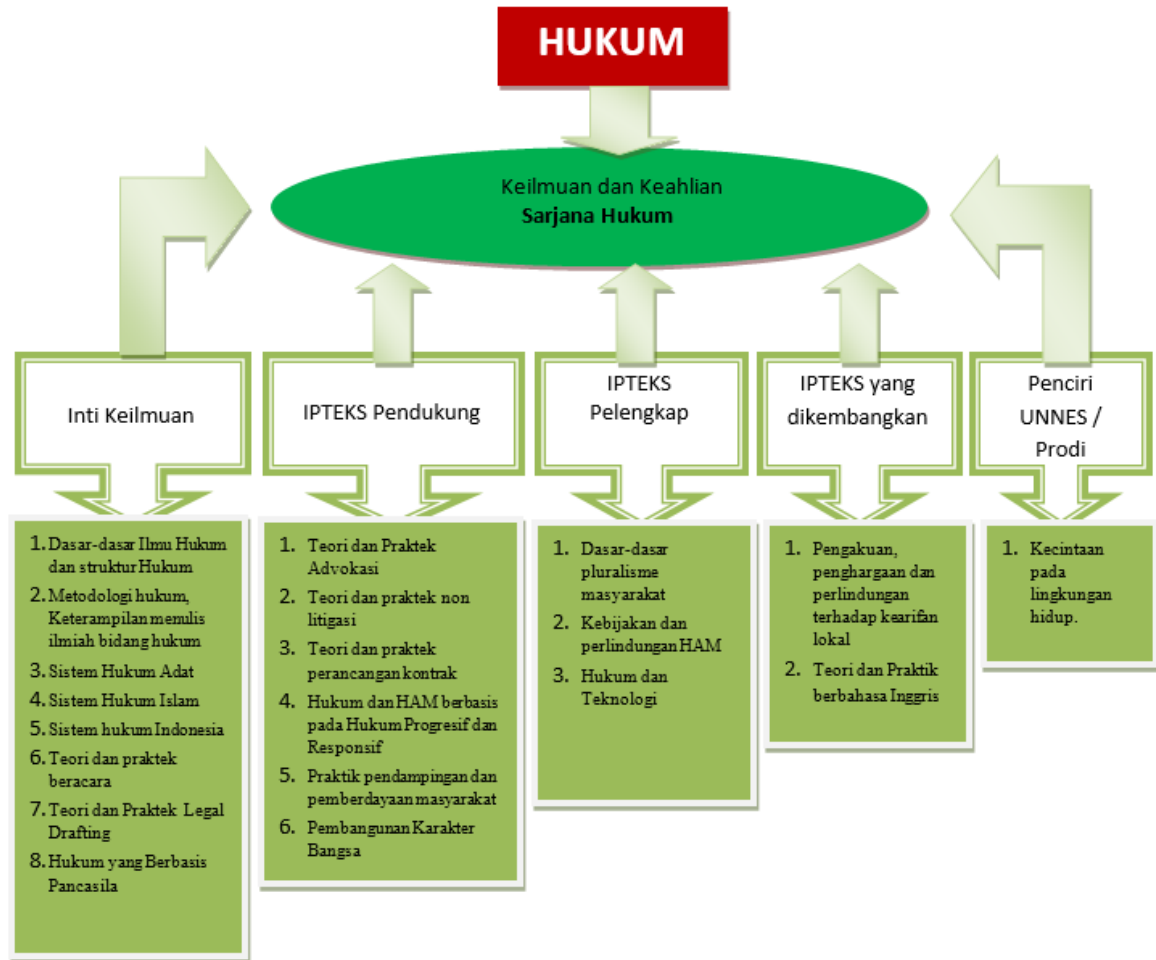 HUKUM
Keilmuan dan Keahlian
Sarjana Hukum
Inti Keilmuan
IPTEKS Pendukung
IPTEKS
Pelengkap
IPTEKS yang
dikembangkan
Penciri
UNNES /
Prodi
1. Dasar-dasar Ilmu Hukum
dan struktur Hukum
2. Metodologi hukum,
Keterampilan menulis
ilmiah bidang hukum
3. Sistem Hukum Adat
4. Sistem Hukum Islam
5. Sistem hukum Indonesia
6. Teori dan praktek
beracara
7. Teori dan Praktek Legal
Drafting
8. Hukum yang Berbasis
Pancasila
1. Teori dan Praktek
Advokasi
2. Teori dan praktek non
litigasi
3. Teori dan praktek
perancangan kontrak
4. Hukum dan HAM berbasis
pada Hukum Progresif dan
Responsif
5. Praktik pendampingan dan
pemberdayaan masyarakat
6. Pembangunan Karakter
Bangsa
1. Dasar-dasar
pluralisme
masyarakat
2. Kebijakan dan
perlindungan HAM
3. Hukum dan
Teknologi
1. Pengakuan,
penghargaan dan
perlindungan
terhadap kearifan
lokal
2. Teori dan Praktik
berbahasa Inggris
1. Kecintaan
pada
lingkungan
hidup.